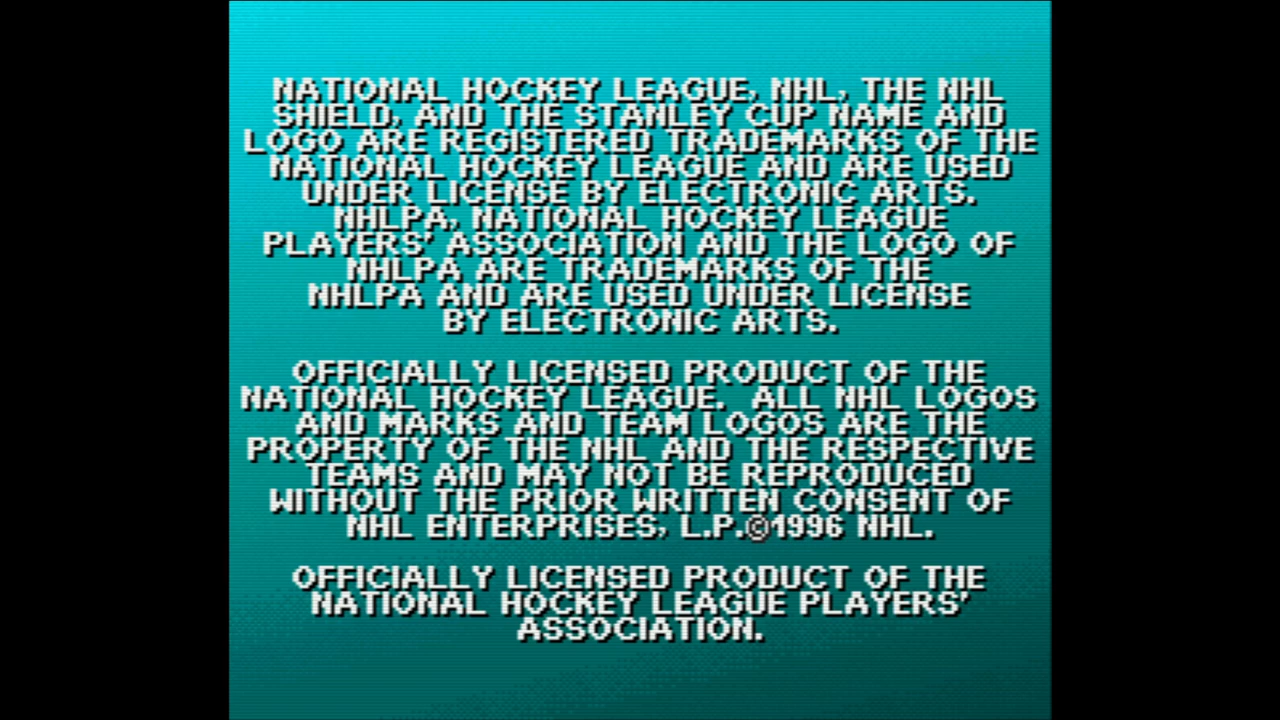 NATIONAL HOCKEY LEAGUE, NHL, THE NHL
SHIELD, AND THE STANLEY CUP NAME AND
LOGO ARE REGISTERED TRADEMARKS OF THE
NATIONAL HOCKEY LEAGUE AND ARE USED
UNDER LICENSE BY ELECTRONIC ARTS.
NHLPA, NATIONAL HOCKEY LEAGUE
PLAYERS' ASSOCIATION AND THE LOGO OF
NHLPA ARE TRADEMARKS OF THE
NHLPA AND ARE USED UNDER LICENSE
BY ELECTRONIC ARTS.
OFFICIALLY LICENSED PRODUCT OF THE
NATIONAL HOCKEY LEAGUE. ALL NHL LOGOS
AND MARKS AND TEAM LOGOS ARE THE
PROPERTY OF THE NHL AND THE RESPECTIVE
TEAMS AND MAY NOT BE REPRODUCED
WITHOUT THE PRIOR WRITTEN CONSENT OF
NHL ENTERPRISES, L.P.©1996 NHL.
OFFICIALLY LICENSED PRODUCT OF THE
NATIONAL HOCKEY LEAGUE PLAYERS'
ASSOCIATION.